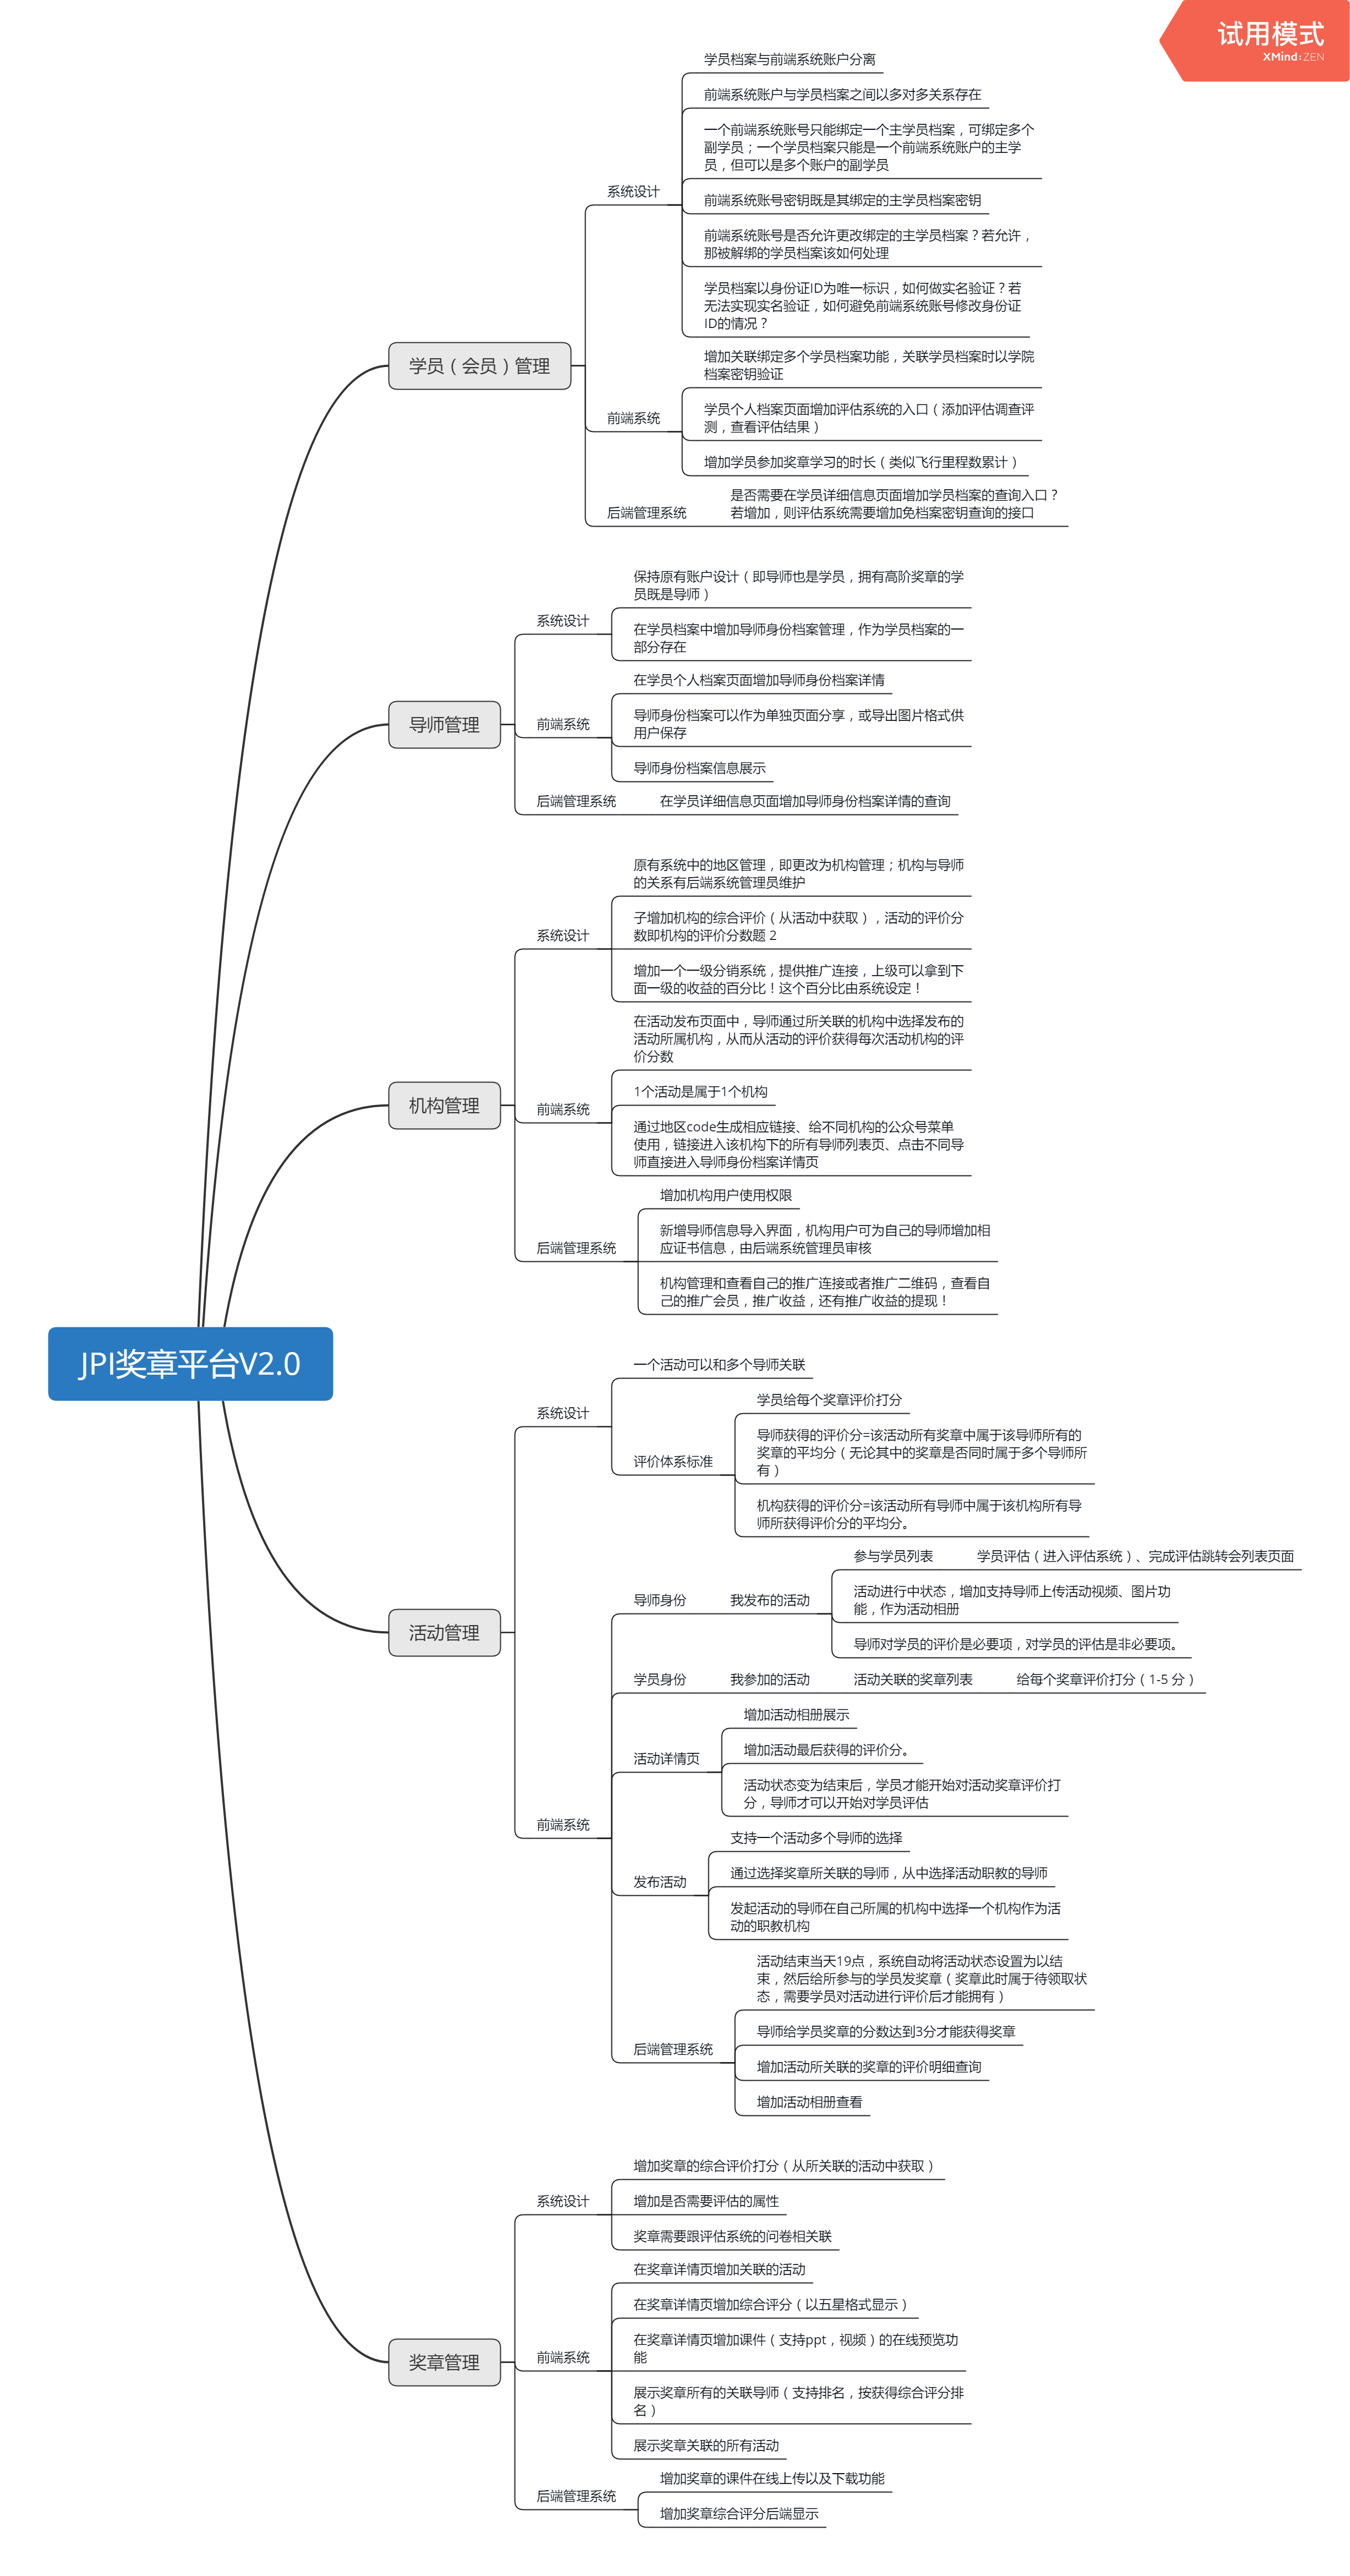 试用模式
XMind:ZEN
JPI奖章平台V2.0
学员（会员）管理
系统设计
学员档案与前端系统账户分离
前端系统账户与学员档案之间以多对多关系存在
一个前端系统账号只能绑定一个主学员档案，可绑定多个
副学员；一个学员档案只能是一个前端系统账户的主学
员，但可以是多个账户的副学员
前端系统账号密钥既是其绑定的主学员档案密钥
前端系统账号是否允许更改绑定的主学员档案？若允许，
那被解绑的学员档案该如何处理
学员档案以身份证ID为唯一标识，如何做实名验证？若
无法实现实名验证，如何避免前端系统账号修改身份证
ID的情况？
前端系统
增加关联绑定多个学员档案功能，关联学员档案时以学院
档案密钥验证
学员个人档案页面增加评估系统的入口（添加评估调查评
测，查看评估结果）
增加学员参加奖章学习的时长（类似飞行里程数累计）
后端管理系统
是否需要在学员详细信息页面增加学员档案的查询入口？
若增加，则评估系统需要增加免档案密钥查询的接口
导师管理
系统设计
保持原有账户设计（即导师也是学员，拥有高阶奖章的学
员既是导师）
在学员档案中增加导师身份档案管理，作为学员档案的一
部分存在
前端系统
在学员个人档案页面增加导师身份档案详情
导师身份档案可以作为单独页面分享，或导出图片格式供
用户保存
导师身份档案信息展示
后端管理系统
在学员详细信息页面增加导师身份档案详情的查询
机构管理
系统设计
原有系统中的地区管理，即更改为机构管理；机构与导师
的关系有后端系统管理员维护
子增加机构的综合评价（从活动中获取），活动的评价分
数即机构的评价分数题 2
增加一个一级分销系统，提供推广连接，上级可以拿到下
面一级的收益的百分比！这个百分比由系统设定！
前端系统
在活动发布页面中，导师通过所关联的机构中选择发布的
活动所属机构，从而从活动的评价获得每次活动机构的评
价分数
1个活动是属于1个机构
通过地区code生成相应链接、给不同机构的公众号菜单
使用，链接进入该机构下的所有导师列表页、点击不同导
师直接进入导师身份档案详情页
后端管理系统
增加机构用户使用权限
新增导师信息导入界面，机构用户可为自己的导师增加相
应证书信息，由后端系统管理员审核
机构管理和查看自己的推广连接或者推广二维码，查看自
己的推广会员，推广收益，还有推广收益的提现！
活动管理
系统设计
一个活动可以和多个导师关联
评价体系标准
学员给每个奖章评价打分
导师获得的评价分=该活动所有奖章中属于该导师所有的
奖章的平均分（无论其中的奖章是否同时属于多个导师所
有）
机构获得的评价分=该活动所有导师中属于该机构所有导
师所获得评价分的平均分。
前端系统
导师身份
我发布的活动
参与学员列表
学员评估（进入评估系统）、完成评估跳转会列表页面
活动进行中状态，增加支持导师上传活动视频、图片功
能，作为活动相册
导师对学员的评价是必要项，对学员的评估是非必要项。
学员身份
我参加的活动
活动关联的奖章列表
给每个奖章评价打分（1-5 分）
活动详情页
增加活动相册展示
增加活动最后获得的评价分。
活动状态变为结束后，学员才能开始对活动奖章评价打
分，导师才可以开始对学员评估
发布活动
支持一个活动多个导师的选择
通过选择奖章所关联的导师，从中选择活动职教的导师
发起活动的导师在自己所属的机构中选择一个机构作为活
动的职教机构
后端管理系统
活动结束当天19点，系统自动将活动状态设置为以结
束，然后给所参与的学员发奖章（奖章此时属于待领取状
态，需要学员对活动进行评价后才能拥有）
导师给学员奖章的分数达到3分才能获得奖章
增加活动所关联的奖章的评价明细查询
增加活动相册查看
奖章管理
系统设计
增加奖章的综合评价打分（从所关联的活动中获取）
增加是否需要评估的属性
奖章需要跟评估系统的问卷相关联
前端系统
在奖章详情页增加关联的活动
在奖章详情页增加综合评分（以五星格式显示）
在奖章详情页增加课件（支持ppt，视频）的在线预览功
能
展示奖章所有的关联导师（支持排名，按获得综合评分排
名）
展示奖章关联的所有活动
后端管理系统
增加奖章的课件在线上传以及下载功能
增加奖章综合评分后端显示